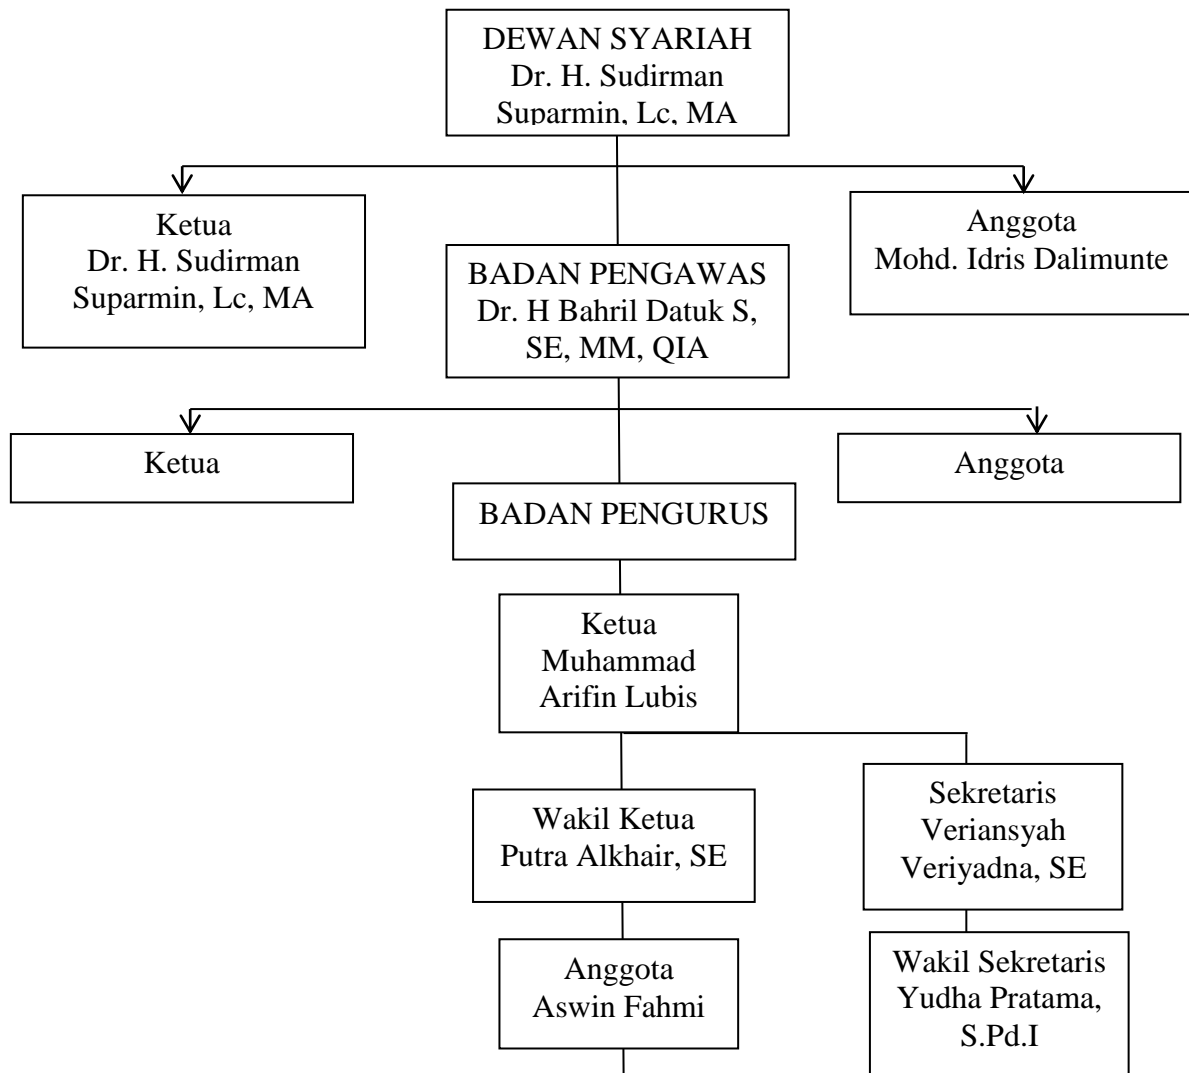 DEWAN SYARIAH
Dr. H. Sudirman
Suparmin, Lc, MA
Ketua
Dr. H. Sudirman
Suparmin, Lc, MA
Anggota
Mohd. Idris Dalimunte
BADAN PENGAWAS
Dr. H Bahril Datuk S,
SE, MM, QIA
Ketua
Anggota
BADAN PENGURUS
Ketua
Muhammad
Arifin Lubis
Wakil Ketua
Putra Alkhair, SE
Sekretaris
Veriansyah
Veriyadna, SE
Anggota
Aswin Fahmi
Wakil Sekretaris
Yudha Pratama,
S.Pd.I